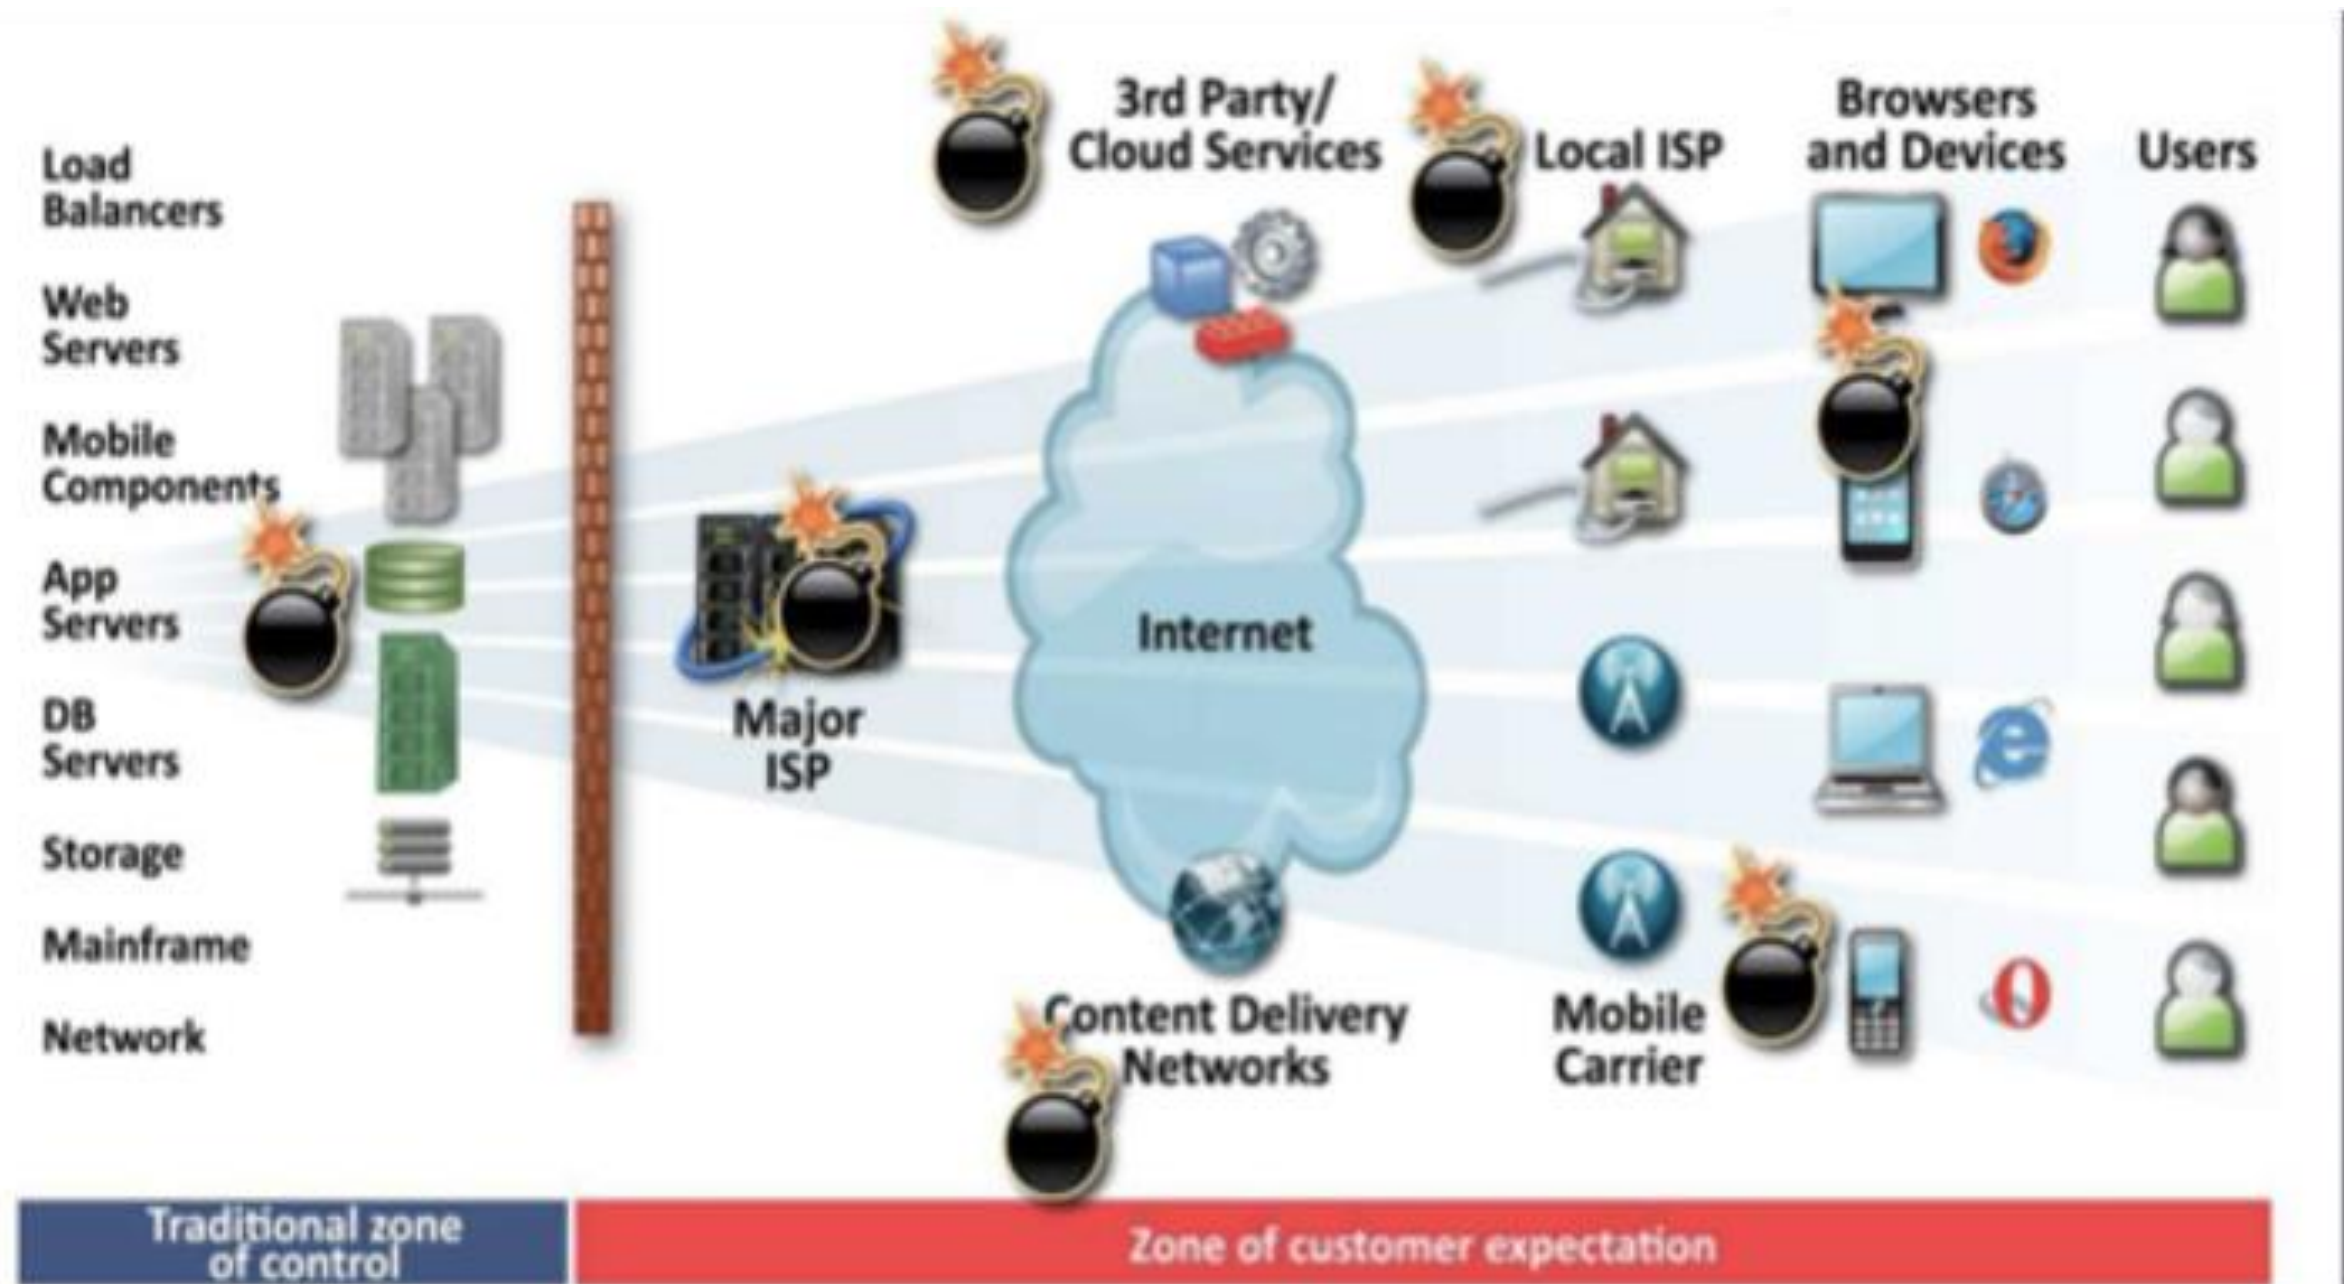 Load
Balancers
Web
Servers
Mobile
Components
App
Servers
DB
Servers
Storage
Mainframe
Network
Major
ISP
3rd Party/
Cloud Services
Internet
Content Delivery
Networks
Local ISP
Mobile
Carrier
Browsers
and Devices
Users
Traditional zone
of control
Zone of customer expectation